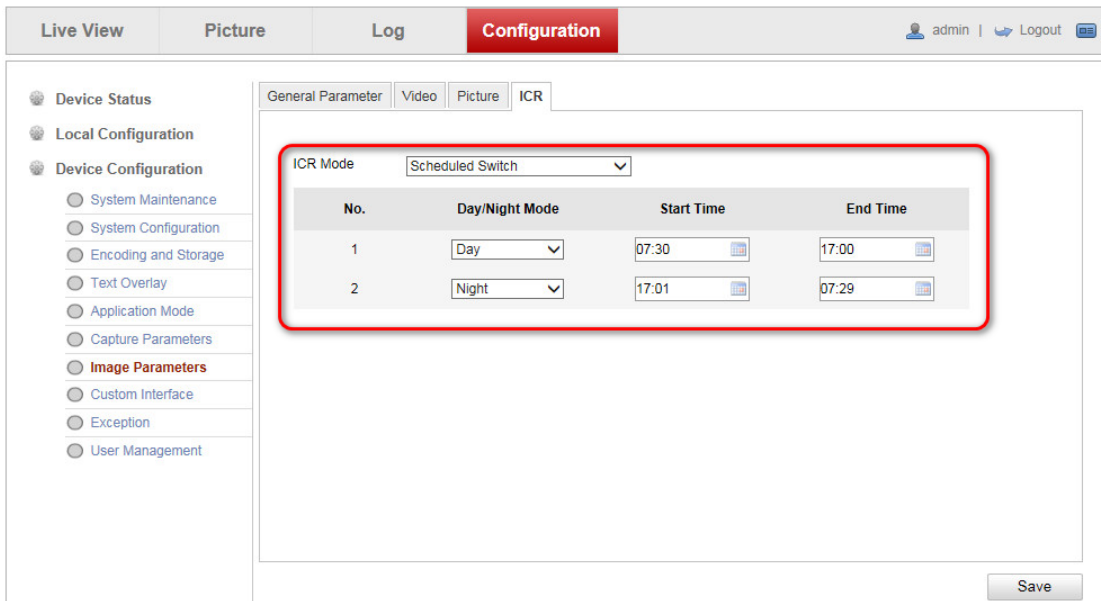 Live View Picture Log Configuration admin | Logout
Device Status
Local Configuration
Device Configuration
System Maintenance
System Configuration
Encoding and Storage
Text Overlay
Application Mode
Capture Parameters
Image Parameters
Custom Interface
Exception
User Management
General Parameter Video Picture ICR
ICR Mode Scheduled Switch
No. Day/Night Mode Start Time End Time
1 Day 07:30 17:00
2 Night 17:01 07:29
Save